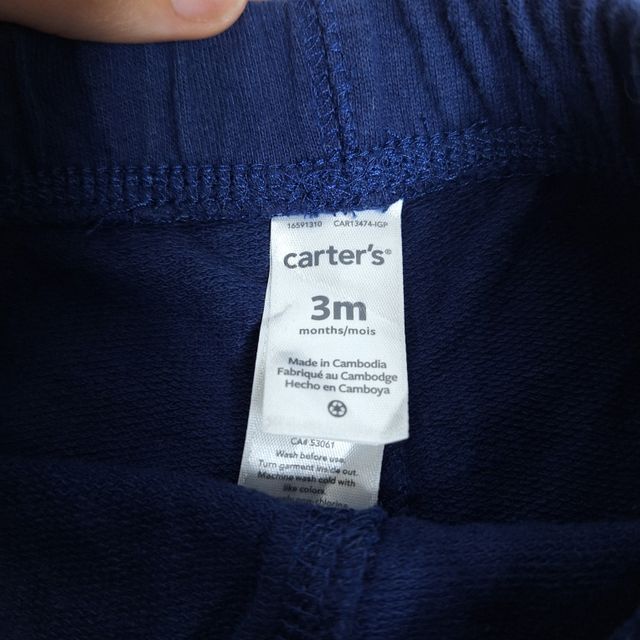 16591310 CAR13474-IGP
carter's®
3m
months/mois
Made in Cambodia
Fabriqué au Cambodge
Hecho en Camboya
CA# 53061
Wash before use.
Turn garment inside out.
Machine wash cold with
like colors.